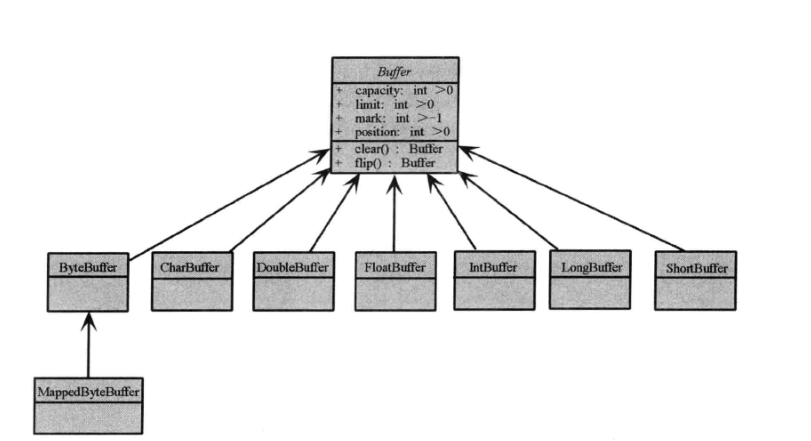 Buffer
+ capacity: int >0
+ limit: int >0
+ mark: int >-1
+ position: int >0
+ clear() : Buffer
+ flip() : Buffer
ByteBuffer
CharBuffer
DoubleBuffer
FloatBuffer
IntBuffer
LongBuffer
ShortBuffer
MappedByteBuffer